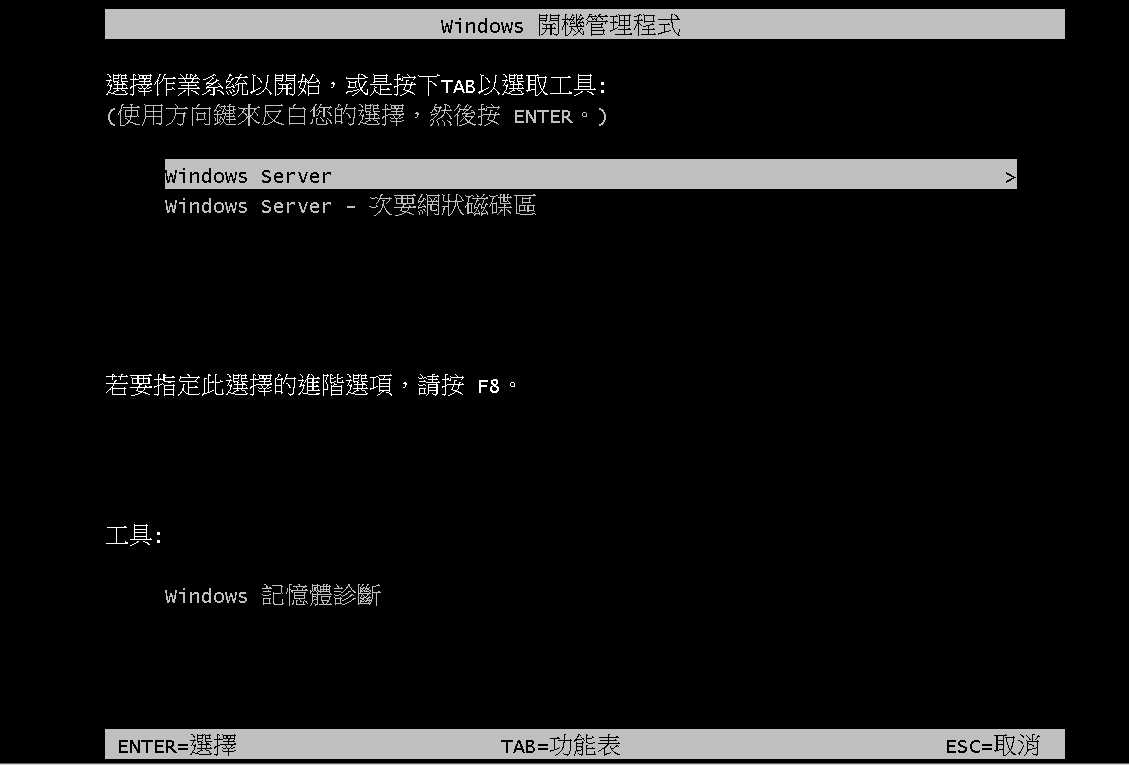 Windows 開機管理程式
選擇作業系統以開始，或是按下TAB以選取工具:
(使用方向鍵來反白您的選擇，然後按 ENTER。)
Windows Server >
Windows Server - 次要網狀磁碟區
若要指定此選擇的進階選項，請按 F8。
工具:
Windows 記憶體診斷
ENTER=選擇 TAB=功能表 ESC=取消